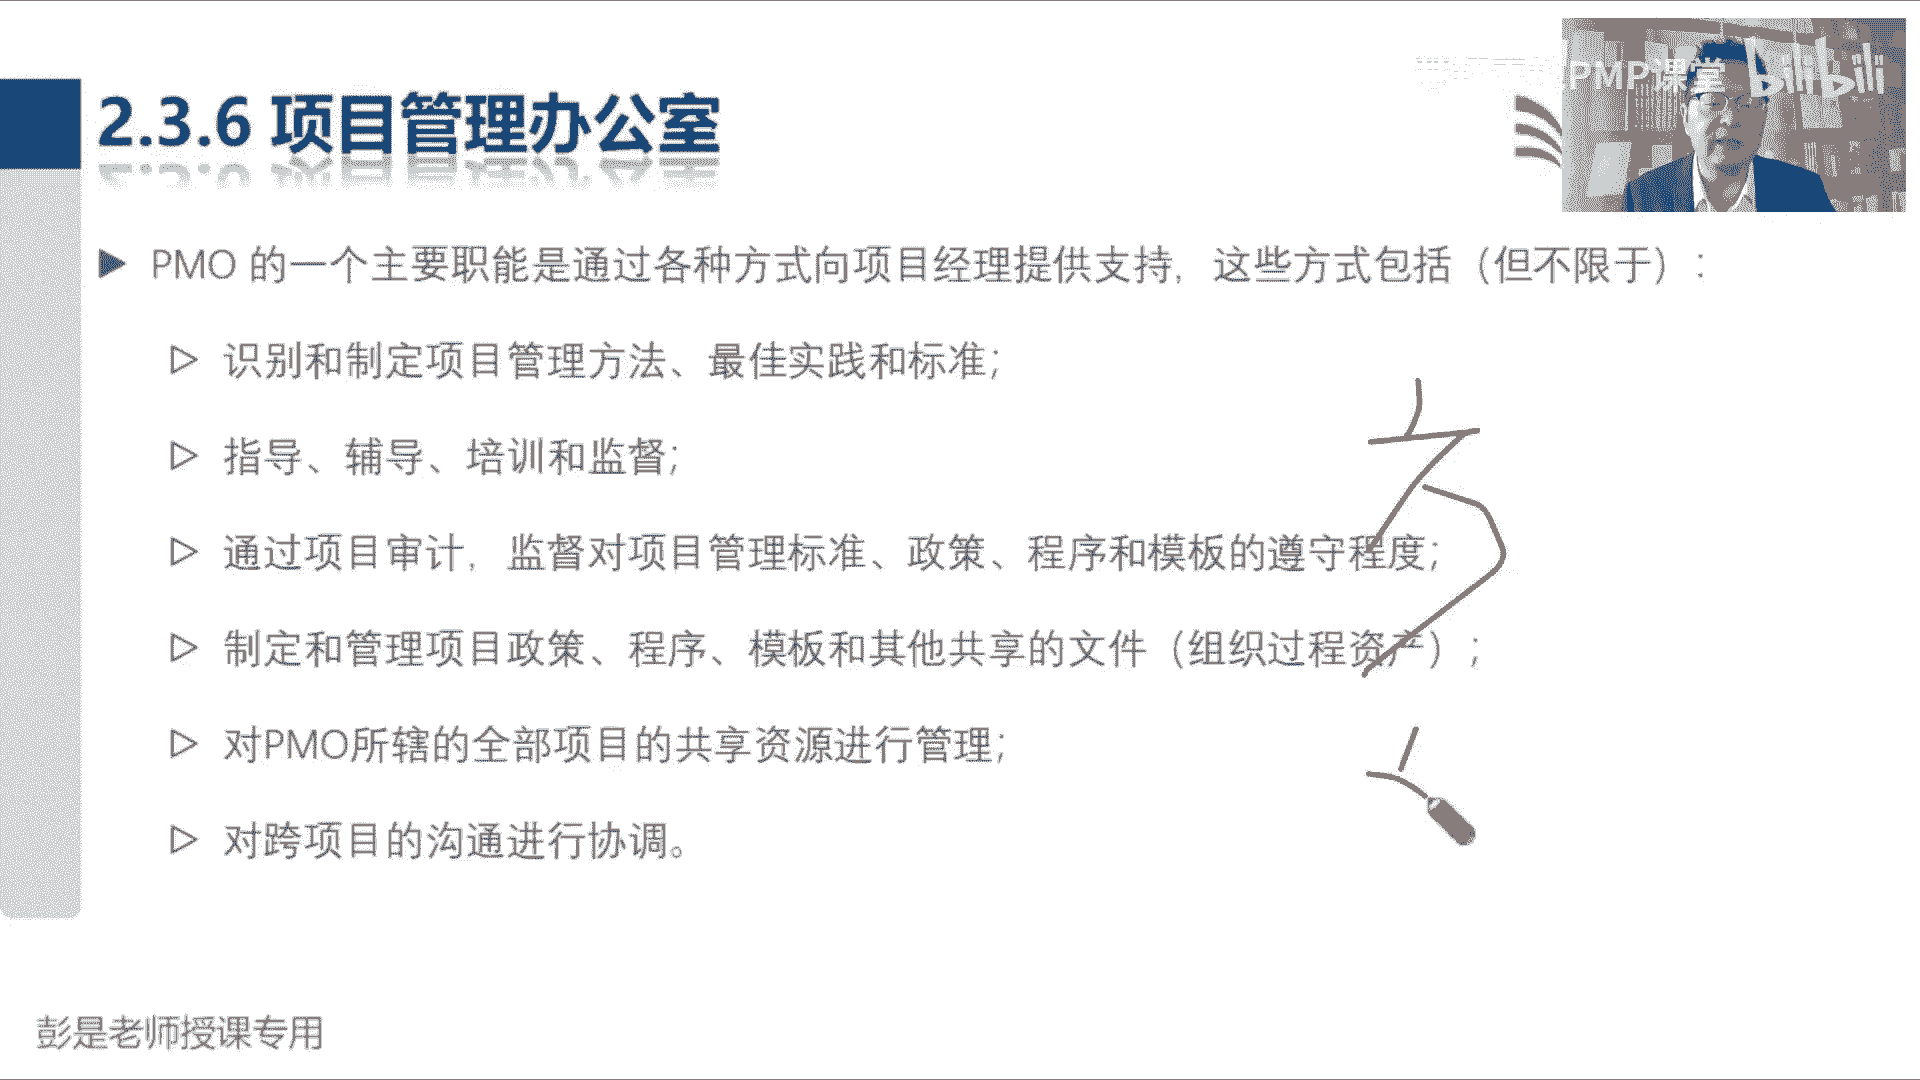 PMP课堂 bilibili
2.3.6 项目管理办公室
PMO 的一个主要职能是通过各种方式向项目经理提供支持，这些方式包括（但不限于）：
识别和制定项目管理方法、最佳实践和标准；
指导、辅导、培训和监督；
通过项目审计，监督对项目管理标准、政策、程序和模板的遵守程度；
制定和管理项目政策、程序、模板和其他共享的文件（组织过程资产）；
对PMO所辖的全部项目的共享资源进行管理；
对跨项目的沟通进行协调。
彭是老师授课专用